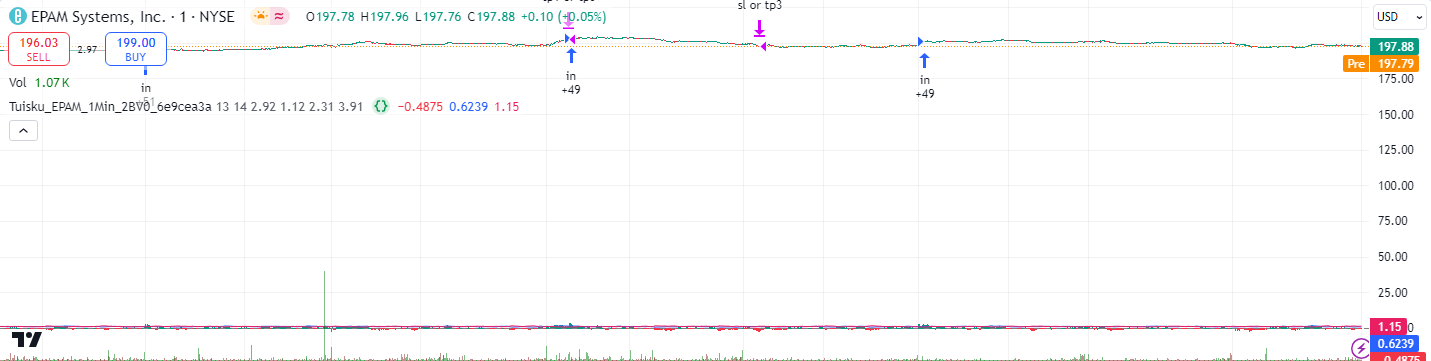 EPAM Systems, Inc. · 1 · NYSE O197.78 H197.96 L197.76 C197.88 +0.10 (+0.05%)
sl or tp3
USD
196.03 SELL 2.97 199.00 BUY
197.88
Pre 197.79
Vol 1.07 K
in
in
+49
in
+49
175.00
Tuisku_EPAM_1Min_2BV0_6e9cea3a 13 14 2.92 1.12 2.31 3.91 {} −0.4875 0.6239 1.15
150.00
125.00
100.00
75.00
50.00
25.00
1.15
0.6239
-0.4875